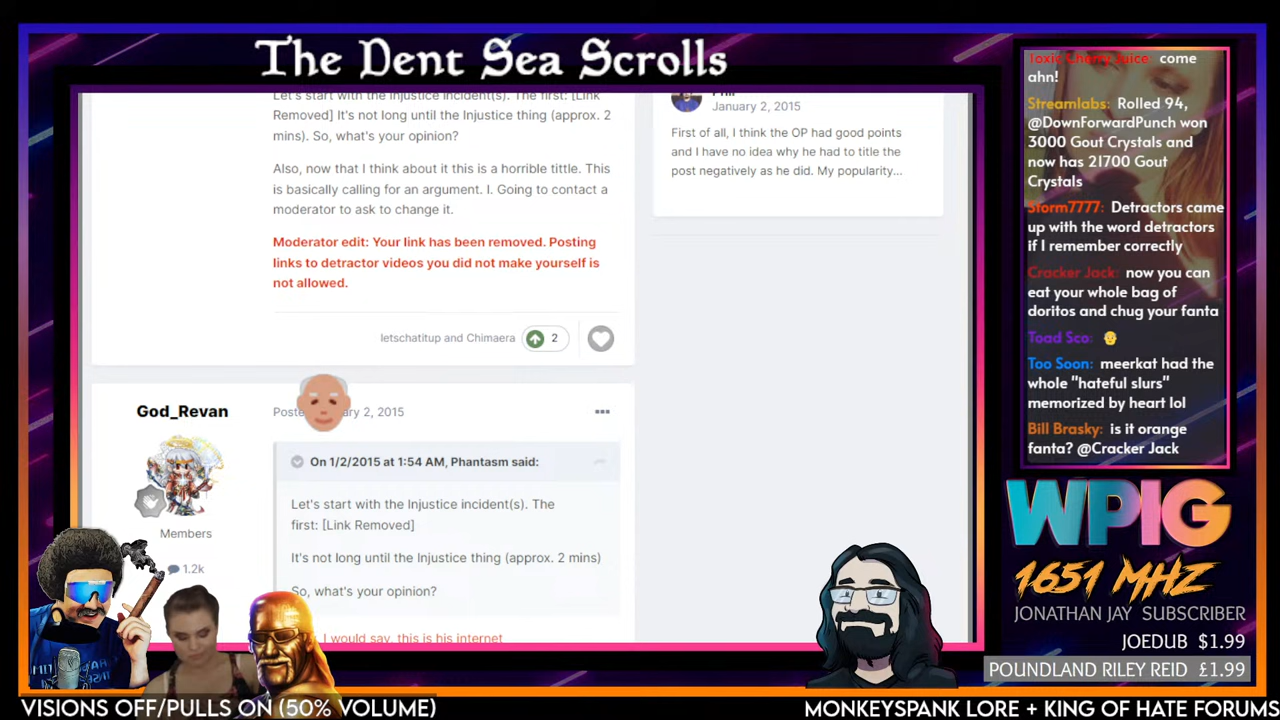 The Dent Sea Scrolls
Let's start with the Injustice incident(s). The first: [Link
Removed] It's not long until the Injustice thing (approx. 2
mins). So, what's your opinion?
Also, now that I think about it this is a horrible tittle. This
is basically calling for an argument. I. Going to contact a
moderator to ask to change it.
Moderator edit: Your link has been removed. Posting
links to detractor videos you did not make yourself is
not allowed.
letschatitup and Chimaera
2
God_Revan
Members
1.2k
ry 2, 2015
On 1/2/2015 at 1:54 AM, Phantasm said:
Let's start with the Injustice incident(s). The
first: [Link Removed]
It's not long until the Injustice thing (approx. 2 mins)
So, what's your opinion?
I would say, this is his internet
January 2, 2015
First of all, I think the OP had good points
and I have no idea why he had to title the
post negatively as he did. My popularity...
Toxic Cherry Juice: come
ahn!
Streamlabs: Rolled 94,
@DownForwardPunch won
3000 Gout Crystals and
now has 21700 Gout
Crystals
Storm7777: Detractors came
up with the word detractors
if I remember correctly
Cracker Jack: now you can
eat your whole bag of
doritos and chug your fanta
Toad Sco:
Too Soon: meerkat had the
whole "hateful slurs"
memorized by heart lol
Bill Brasky: is it orange
fanta? @Cracker Jack
WPIG
1651 MHZ
JONATHAN JAY SUBSCRIBER
JOEDUB $1.99
POUNDLAND RILEY REID £1.99
VISIONS OFF/PULLS ON (50% VOLUME)
MONKEYSPANK LORE + KING OF HATE FORUMS